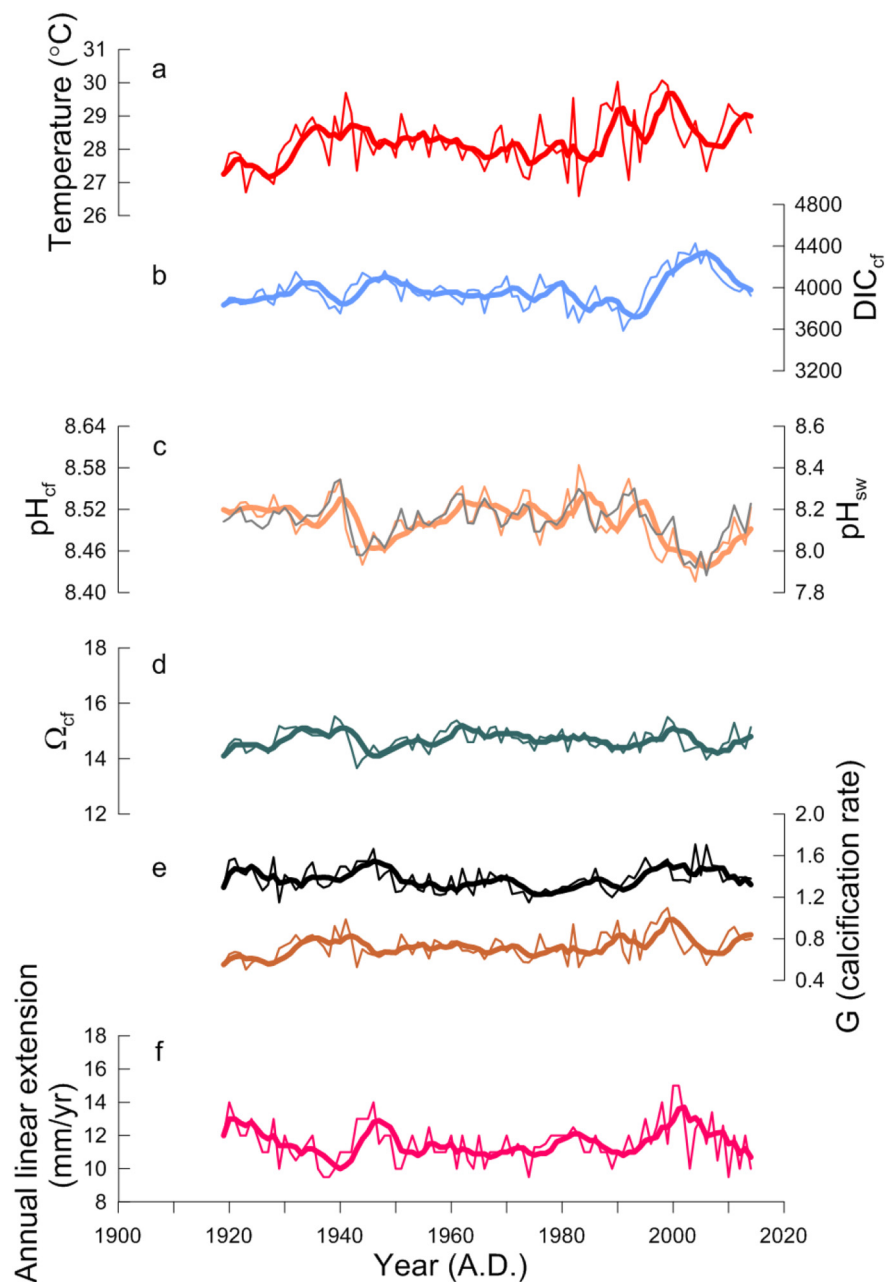 Temperature (°C)
31
30
29
28
27
26
a
DICcf
4800
4400
4000
3600
3200
b
pHcf
8.64
8.58
8.52
8.46
8.40
c
pHsw
8.6
8.4
8.2
8.0
7.8
Ωcf
18
16
14
12
d
G (calcification rate)
2.0
1.6
1.2
0.8
0.4
e
Annual linear extension
(mm/yr)
18
16
14
12
10
8
f
1900 1920 1940 1960 1980 2000 2020
Year (A.D.)